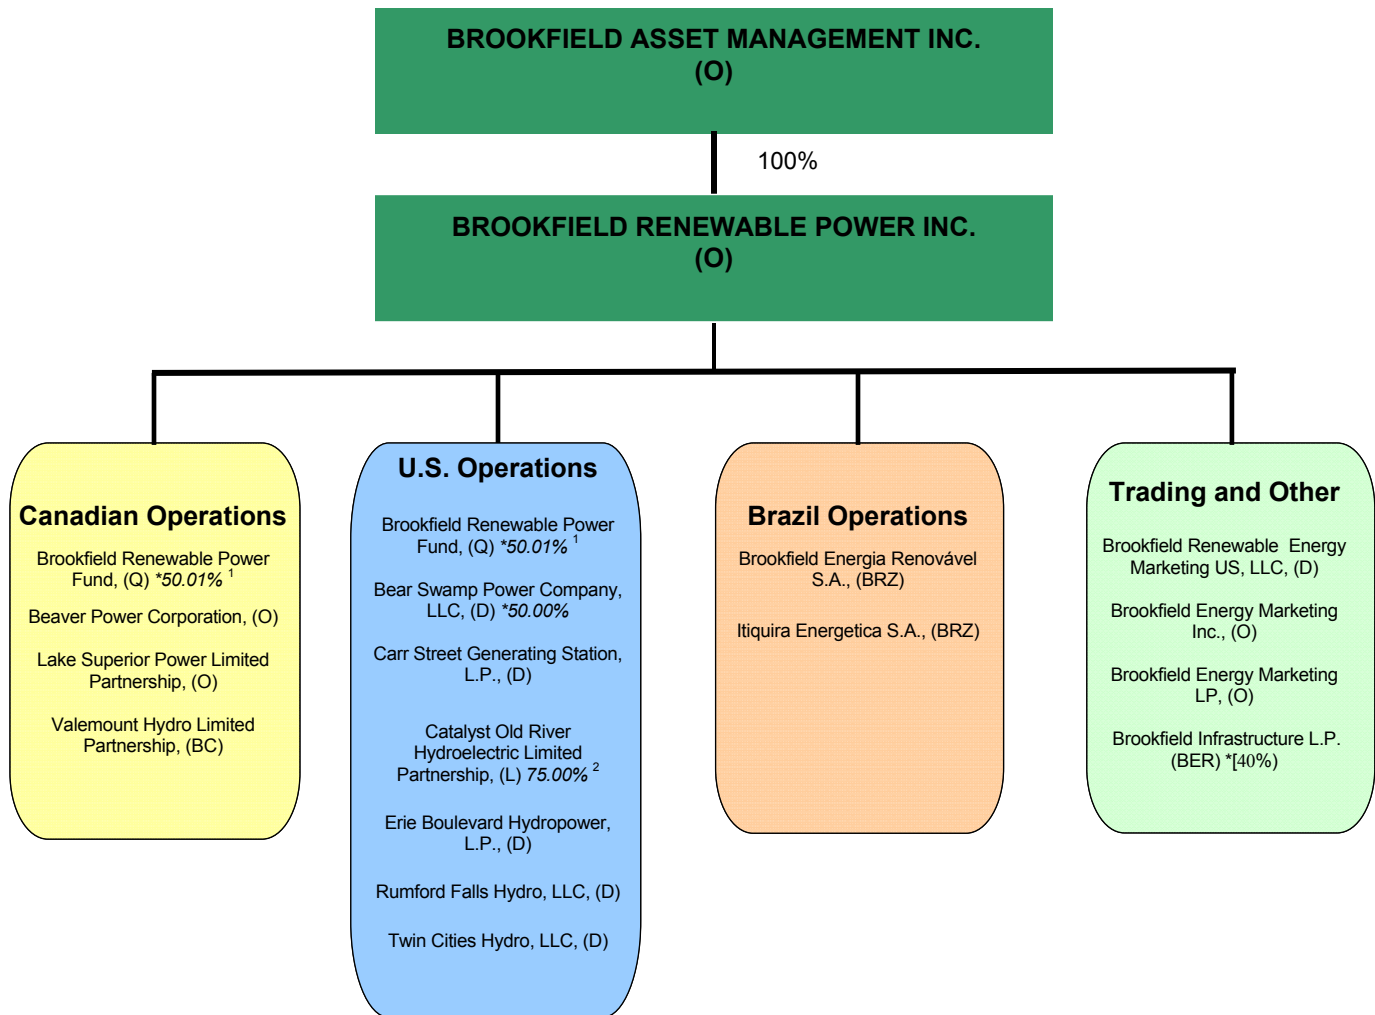 BROOKFIELD ASSET MANAGEMENT INC.
(O)
100%
BROOKFIELD RENEWABLE POWER INC.
(O)
Canadian Operations
Brookfield Renewable Power
Fund, (Q) *50.01% 1
Beaver Power Corporation, (O)
Lake Superior Power Limited
Partnership, (O)
Valemount Hydro Limited
Partnership, (BC)
U.S. Operations
Brookfield Renewable Power
Fund, (Q) *50.01% 1
Bear Swamp Power Company,
LLC, (D) *50.00%
Carr Street Generating Station,
L.P., (D)
Catalyst Old River
Hydroelectric Limited
Partnership, (L) 75.00% 2
Erie Boulevard Hydropower,
L.P., (D)
Rumford Falls Hydro, LLC, (D)
Twin Cities Hydro, LLC, (D)
Brazil Operations
Brookfield Energia Renovável
S.A., (BRZ)
Itiquira Energetica S.A., (BRZ)
Trading and Other
Brookfield Renewable Energy
Marketing US, LLC, (D)
Brookfield Energy Marketing
Inc., (O)
Brookfield Energy Marketing
LP, (O)
Brookfield Infrastructure L.P.
(BER) *[40%)